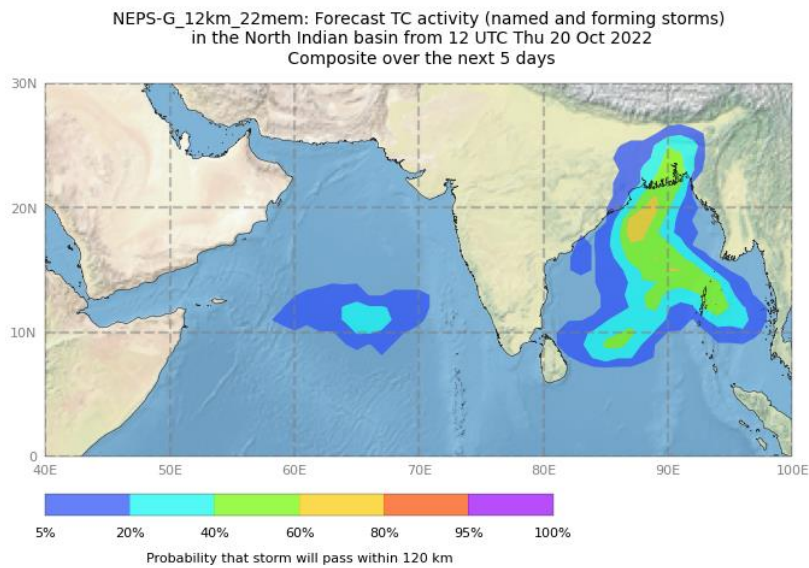 NEPS-G_12km_22mem: Forecast TC activity (named and forming storms)
in the North Indian basin from 12 UTC Thu 20 Oct 2022
Composite over the next 5 days
30N
20N
10N
0
40E 50E 60E 70E 80E 90E 100E
5% 20% 40% 60% 80% 95% 100%
Probability that storm will pass within 120 km